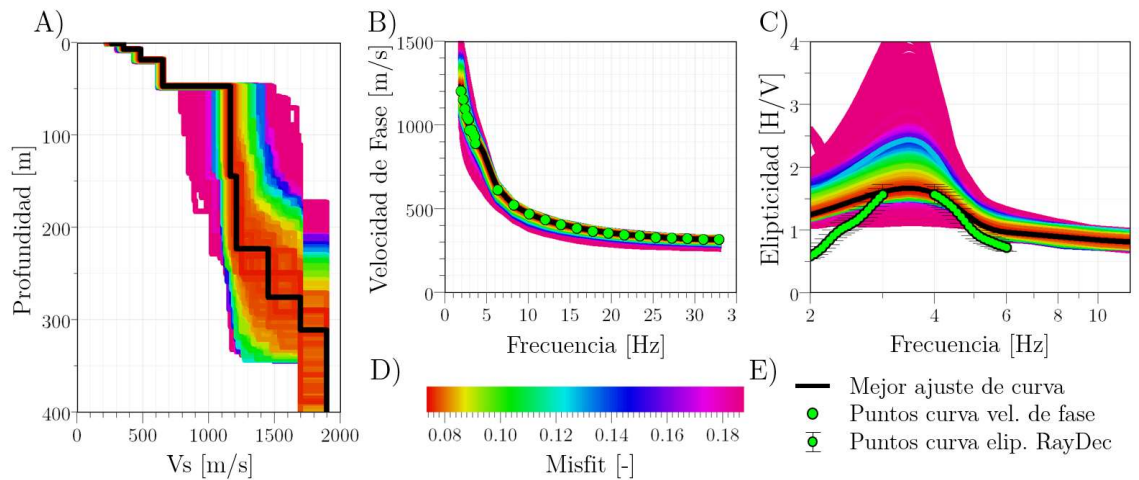 A)
B)
C)
0
100
200
300
400
Profundidad [m]
0
500
1000
1500
2000
Vs [m/s]
1500
1000
500
0
Velocidad de Fase [m/s]
0
5
10
15
20
25
30
3
Frecuencia [Hz]
4
3
2
1
0
Elipticidad [H/V]
2
4
6
8
10
Frecuencia [Hz]
D)
0.08
0.10
0.12
0.14
0.16
0.18
Misfit [-]
E)
Mejor ajuste de curva
Puntos curva vel. de fase
Puntos curva elip. RayDec